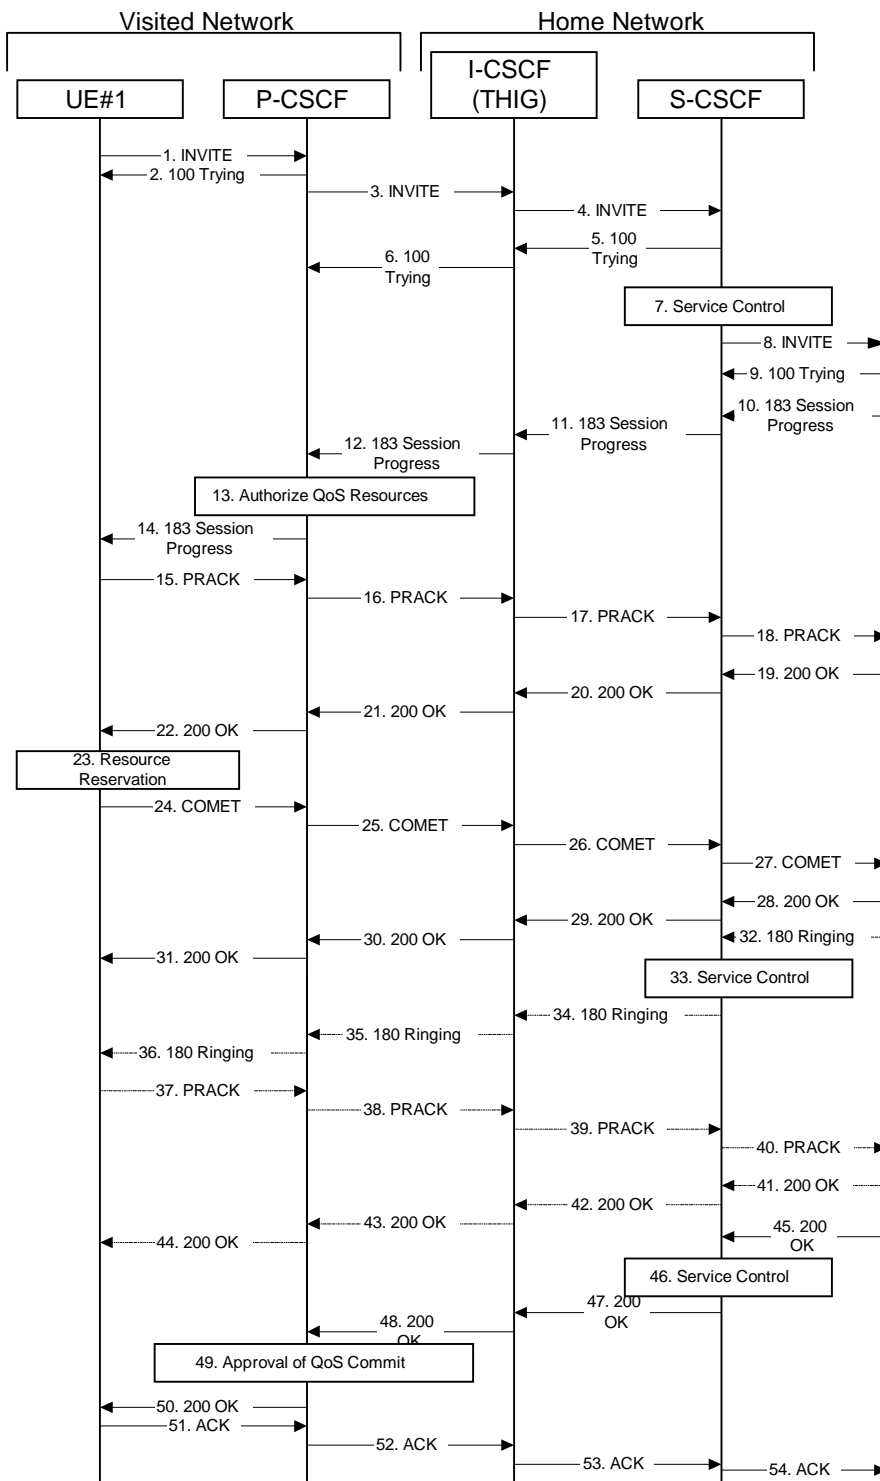 Visited Network
Home Network
UE#1
P-CSCF
I-CSCF
(THIG)
S-CSCF
1. INVITE
2. 100 Trying
3. INVITE
4. INVITE
5. 100
Trying
6. 100
Trying
7. Service Control
8. INVITE
9. 100 Trying
10. 183 Session
Progress
11. 183 Session
Progress
12. 183 Session
Progress
13. Authorize QoS Resources
14. 183 Session
Progress
15. PRACK
16. PRACK
17. PRACK
18. PRACK
19. 200 OK
20. 200 OK
21. 200 OK
22. 200 OK
23. Resource
Reservation
24. COMET
25. COMET
26. COMET
27. COMET
28. 200 OK
29. 200 OK
30. 200 OK
31. 200 OK
32. 180 Ringing
33. Service Control
34. 180 Ringing
35. 180 Ringing
36. 180 Ringing
37. PRACK
38. PRACK
39. PRACK
40. PRACK
41. 200 OK
42. 200 OK
43. 200 OK
44. 200 OK
45. 200
OK
46. Service Control
47. 200
OK
48. 200
OK
49. Approval of QoS Commit
50. 200 OK
51. ACK
52. ACK
53. ACK
54. ACK